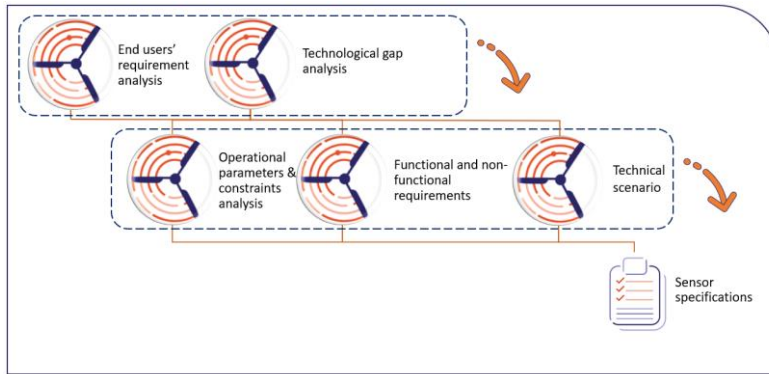 End users'
requirement analysis
Technological gap
analysis
Operational
parameters &
constraints
analysis
Functional and non-
functional
requirements
Technical
scenario
Sensor
specifications